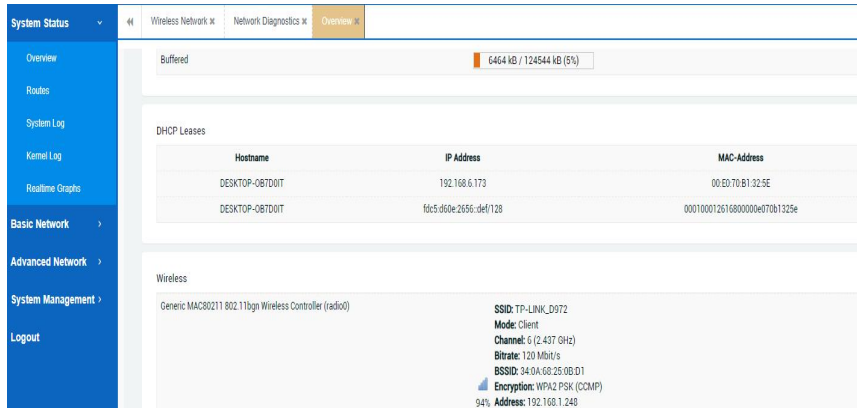 System Status
Overview
Routes
System Log
Kernel Log
Realtime Graphs
Basic Network
Advanced Network
System Management
Logout
Wireless Network
Network Diagnostics
Overview
Buffered 6464 kB / 124544 kB (5%)
DHCP Leases
Hostname IP Address MAC-Address
DESKTOP-OB7D0IT 192.168.6.173 00:E0:70:B1:32:5E
DESKTOP-OB7D0IT fdc5:d60e:2656::def/128 000100012616800000e070b1325e
Wireless
Generic MAC80211 802.11bgn Wireless Controller (radio0)
SSID: TP-LINK_D972
Mode: Client
Channel: 6 (2.437 GHz)
Bitrate: 120 Mbit/s
BSSID: 34:0A:68:25:0B:D1
Encryption: WPA2 PSK (CCMP)
94% Address: 192.168.1.248